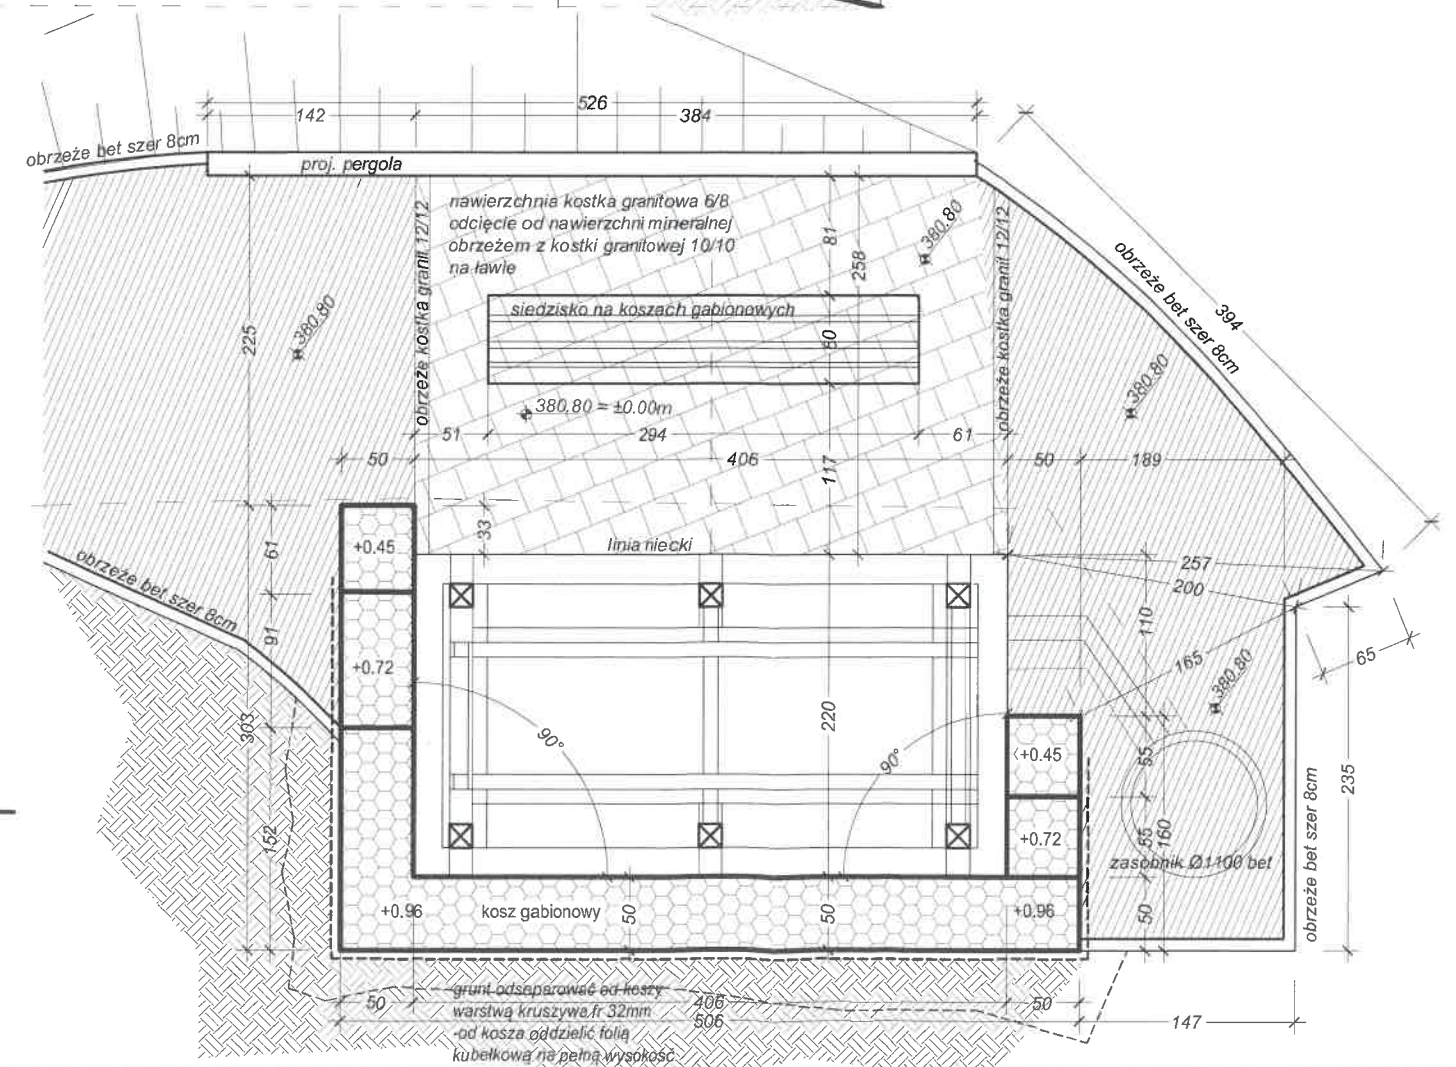 526
142
384
obrzeże bet szer 8cm
proj. pergola
nawierzchnia kostka granitowa 6/8
odcięcie od nawierzchni mineralnej
obrzeżem z kostki granitowej 10/10
na ławie
obrzeże kostka granit 12/12
81
258
380.80
obrzeże kostka granit 12/12
obrzeże bet szer 8cm
394
225
380.80
siedzisko na koszach gabionowych
80
380.80
380.80 = ±0.00m
51
294
61
50
406
117
50
189
61
+0.45
33
linia niecki
257
200
110
65
165
obrzeże bet szer 8cm
91
+0.72
380.80
303
220
90°
90°
+0.45
55
235
152
+0.72
55
160
zasobnik Ø1100 bet
obrzeże bet szer 8cm
+0.96
kosz gabionowy
50
50
+0.96
50
grunt odseparować od koszy
50
406
50
warstwą kruszywa fr 32mm
506
147
-od kosza oddzielić folią
kubełkową na pełną wysokość